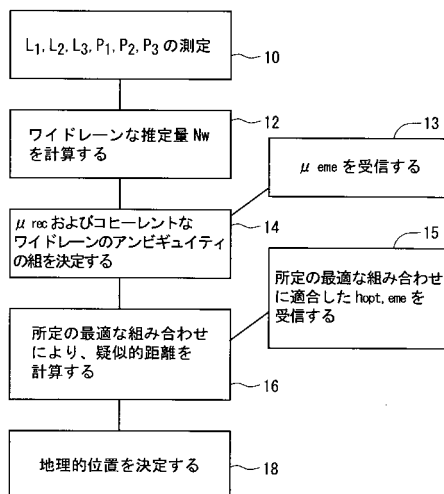 L1, L2, L3, P1, P2, P3 の測定
10
ワイドレーンな推定量 Nw
を計算する
12
13
μ eme を受信する
μ rec およびコヒーレントな
ワイドレーンのアンビギュイティ
の組を決定する
14
15
所定の最適な組み合わせ
に適合した hopt, eme を
受信する
所定の最適な組み合わせ
により、疑似的距離を
計算する
16
地理的位置を決定する
18